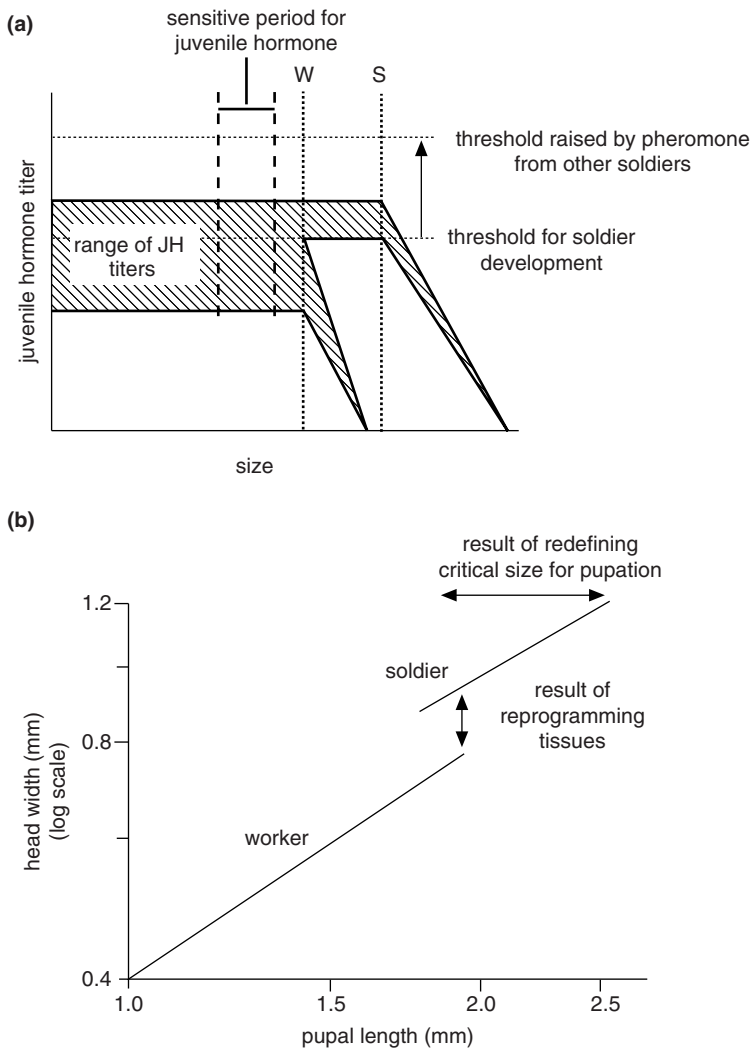 (a)
sensitive period for
juvenile hormone
W
S
threshold raised by pheromone
from other soldiers
threshold for soldier
development
range of JH
titers
juvenile hormone titer
size
(b)
result of redefining
critical size for pupation
1.2
soldier
result of
reprogramming
tissues
0.8
head width (mm)
(log scale)
worker
0.4
1.0
1.5
2.0
2.5
pupal length (mm)